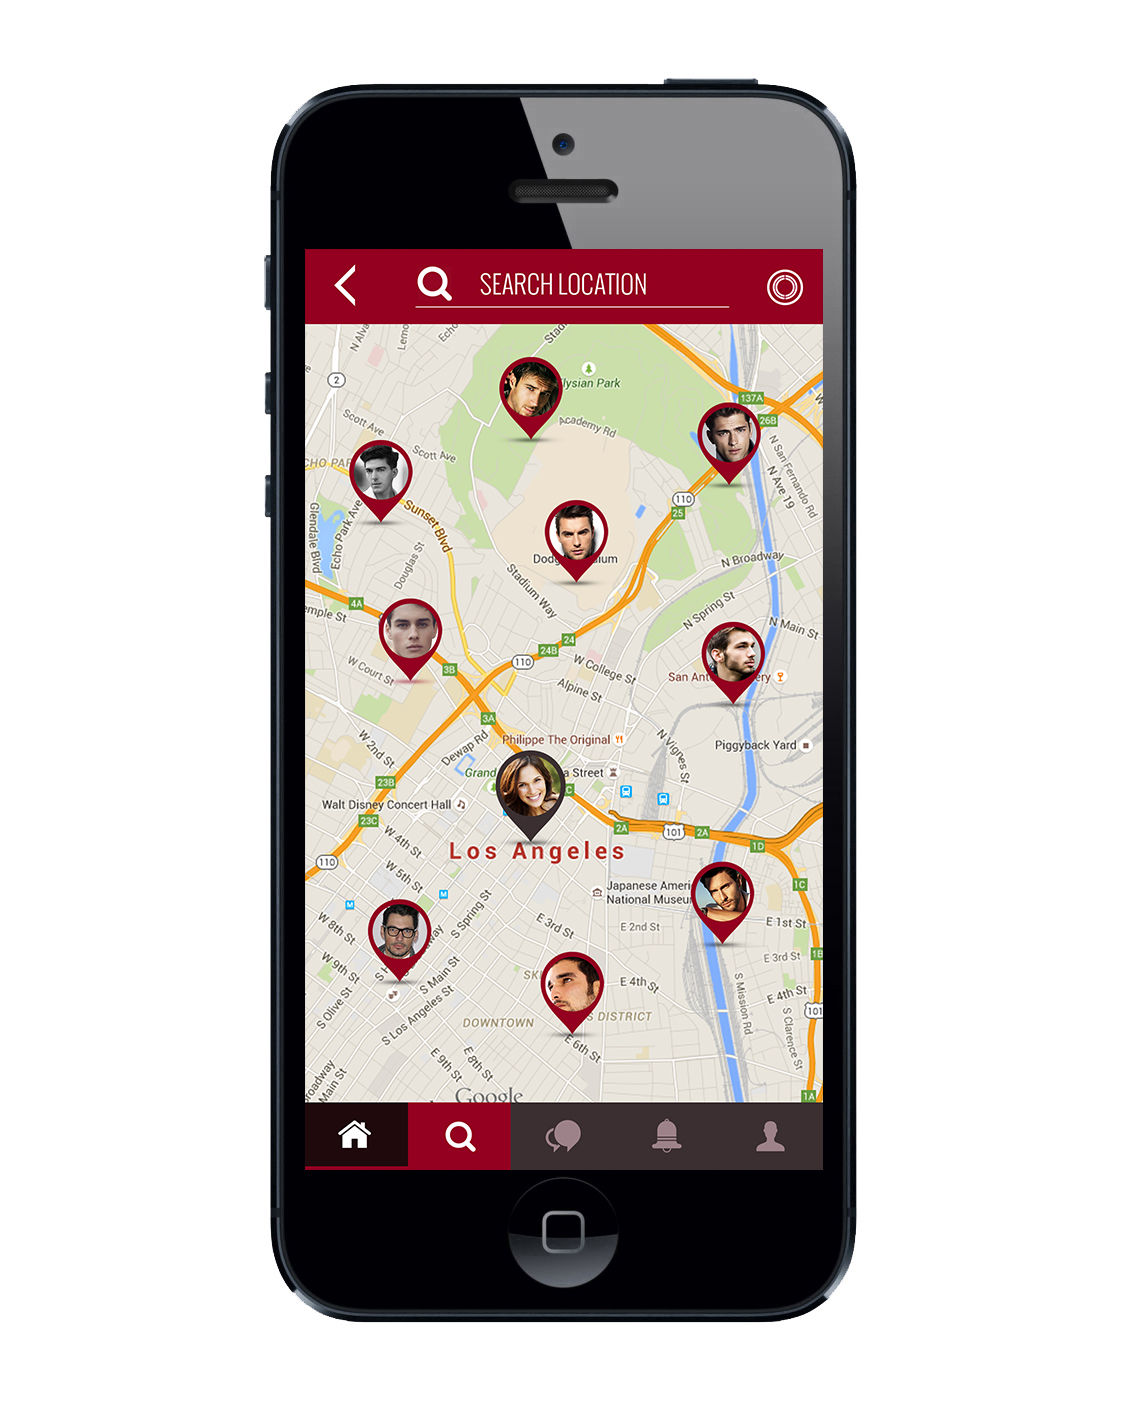 SEARCH LOCATION
N Alva
Lemo
Echo
Stad
2
lysian Park
137A
26B
Scott Ave
Scott Ave
Academy Rd
CHO PAR
N San Fernando Rd
N Ave 19
110
25
Glendale Blvd
Echo Park Ave
Sunset Blvd
Douglas St
Dodg
ium
N Broadway
Stadium Way
4A
emple St
N Spring St
N Main St
24
24B
110
W Court St
3B
W College St
Alpine St
San Ant
ery
3A
Philippe The Original
N Vignes St
Piggyback Yard
W 2nd St
Dewap Rd
Grand
a Street
23B
C
Walt Disney Concert Hall
23C
2A
101
2A
1D
W 4th St
Los Angeles
110
W 5th St
Japanese Ameri
National Museu
1C
M
M
S Spring St
W 8th St
way
E 3rd St
E 2nd St
E 1st St
1B
E 3rd St
W 9th St
S Main St
SK
E 4th St
S Mission Rd
E 4th St
S Olive St
S Los Angeles St
DOWNTOWN
S DISTRICT
101
S Clarence St
E 6th St
E 9th St
E 8th St
roadway
Main St
Google
1A